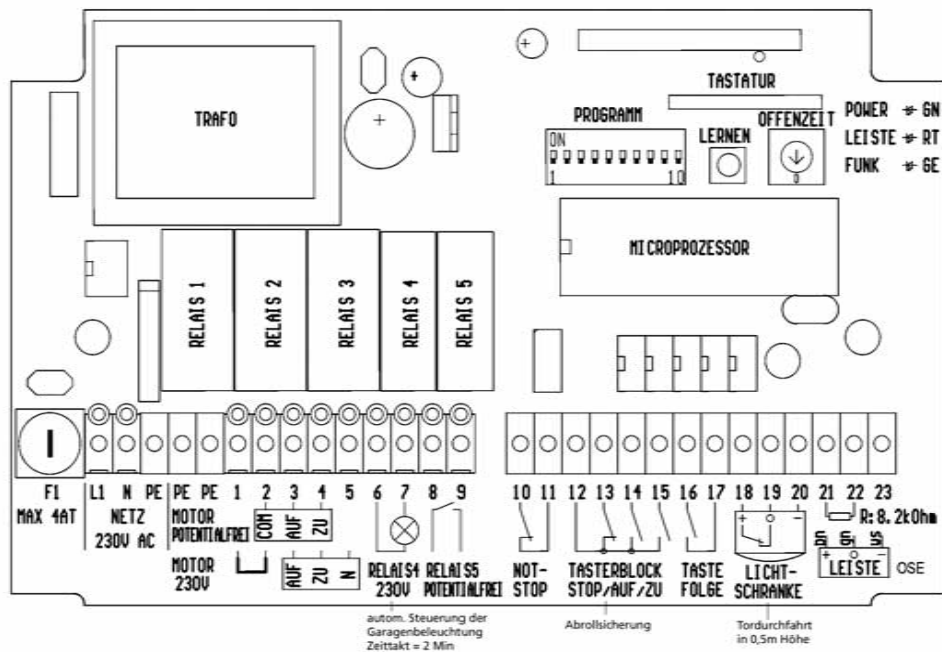 TRAFO
TASTATUR
PROGRAMM
ON
1 10
LERNEN
OFFENZEIT
0
POWER GN
LEISTE RT
FUNK GE
MICROPROZESSOR
RELAIS 1
RELAIS 2
RELAIS 3
RELAIS 4
RELAIS 5
F1
MAX 4AT
L1 N PE PE PE 1 2 3 4 5 6 7 8 9
10 11 12 13 14 15 16 17 18 19 20 21 22 23
NETZ
230V AC
MOTOR
POTENTIALFREI
COM AUF ZU
MOTOR
230V
AUF ZU N
RELAIS4
230V
RELAIS5
POTENTIALFREI
autom. Steuerung der
Garagenbeleuchtung
Zeittakt = 2 Min
NOT-
STOP
TASTERBLOCK
STOP/AUF/ZU
Abrollsicherung
TASTE
FOLGE
+ -
LICHT-
SCHRANKE
Tordurchfahrt
in 0,5m Höhe
R:8.2kOhm
bn gn ws
+ -
LEISTE
OSE